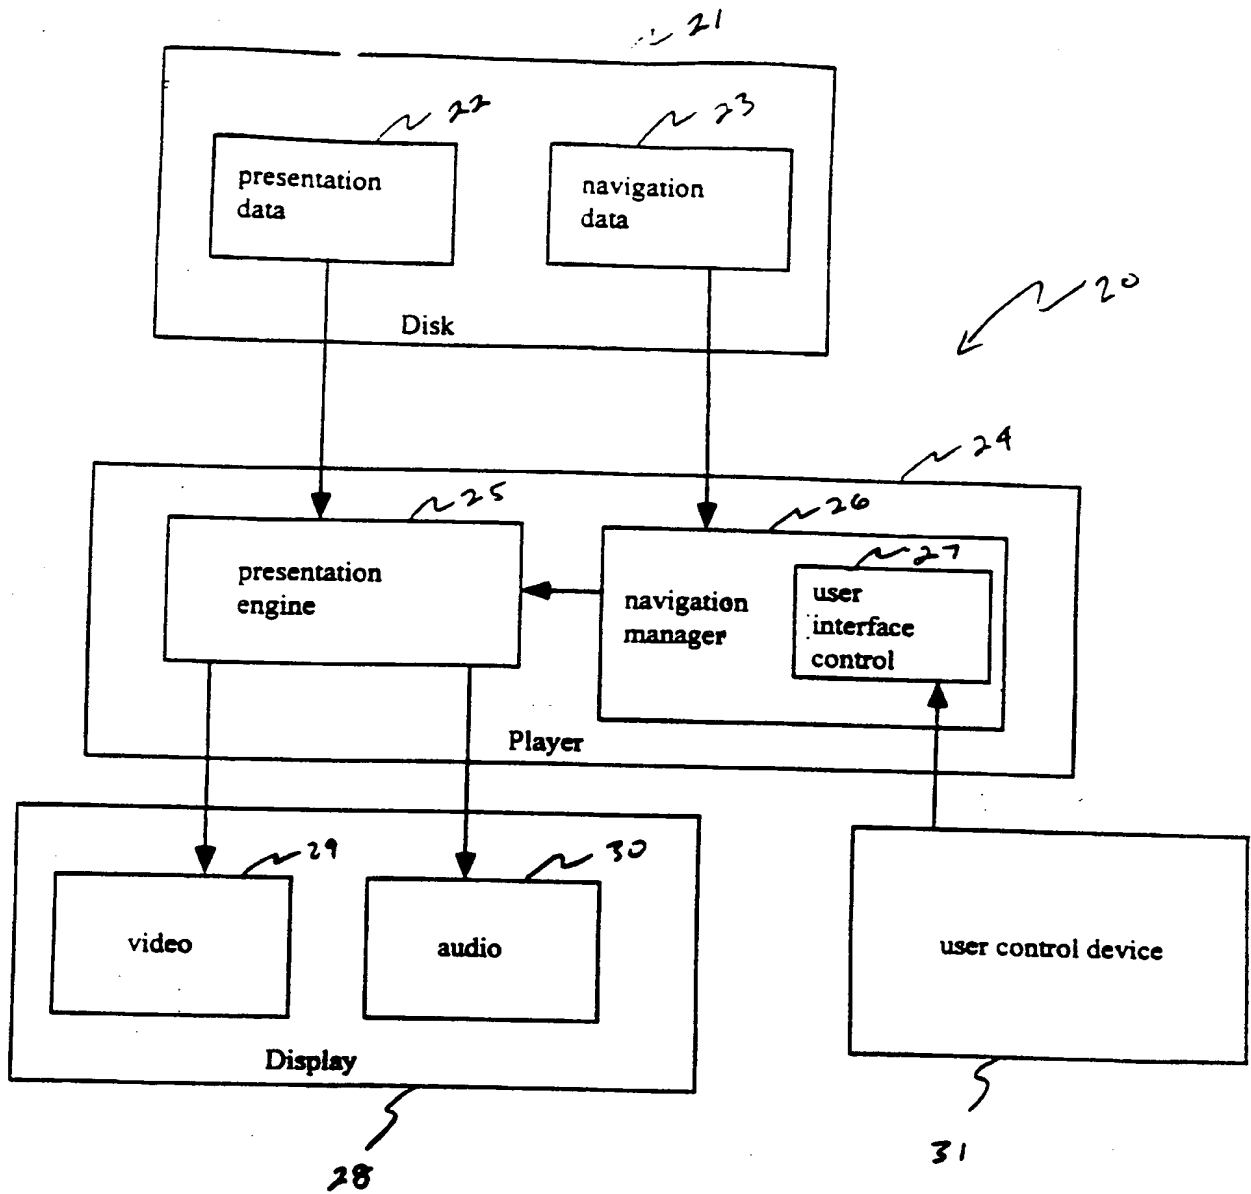 21
22
23
presentation
data
navigation
data
20
Disk
24
25
26
27
presentation
engine
navigation
manager
user
interface
control
Player
29
30
video
audio
user control device
Display
28
31